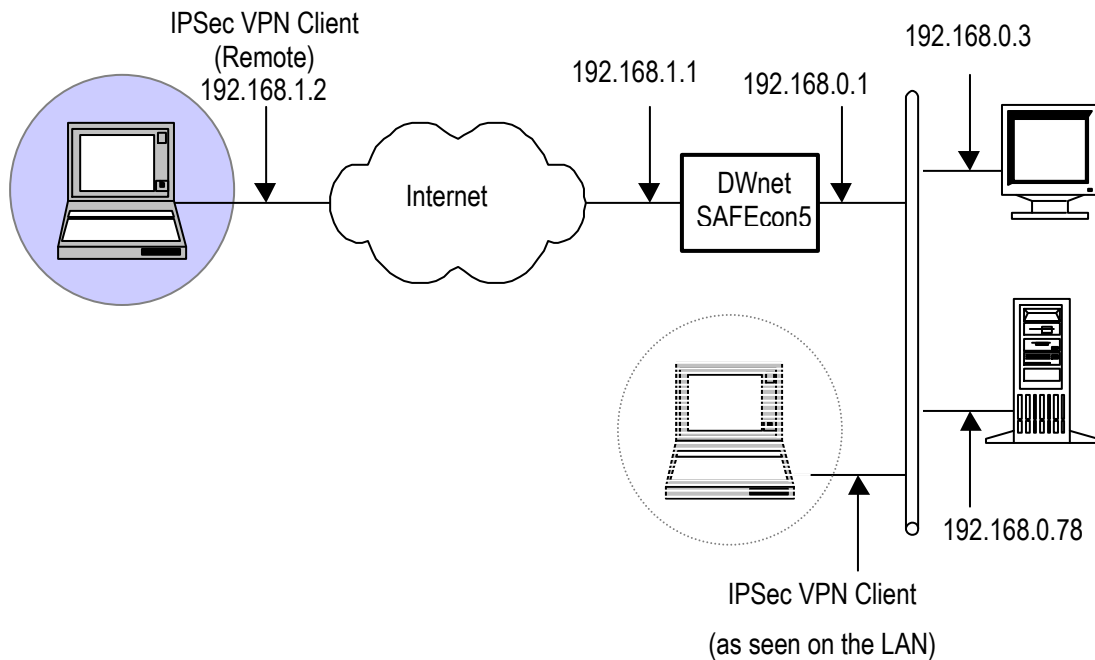 IPSec VPN Client
(Remote)
192.168.1.2
192.168.1.1
192.168.0.1
192.168.0.3
Internet
DWnet
SAFEcon5
192.168.0.78
IPSec VPN Client
(as seen on the LAN)